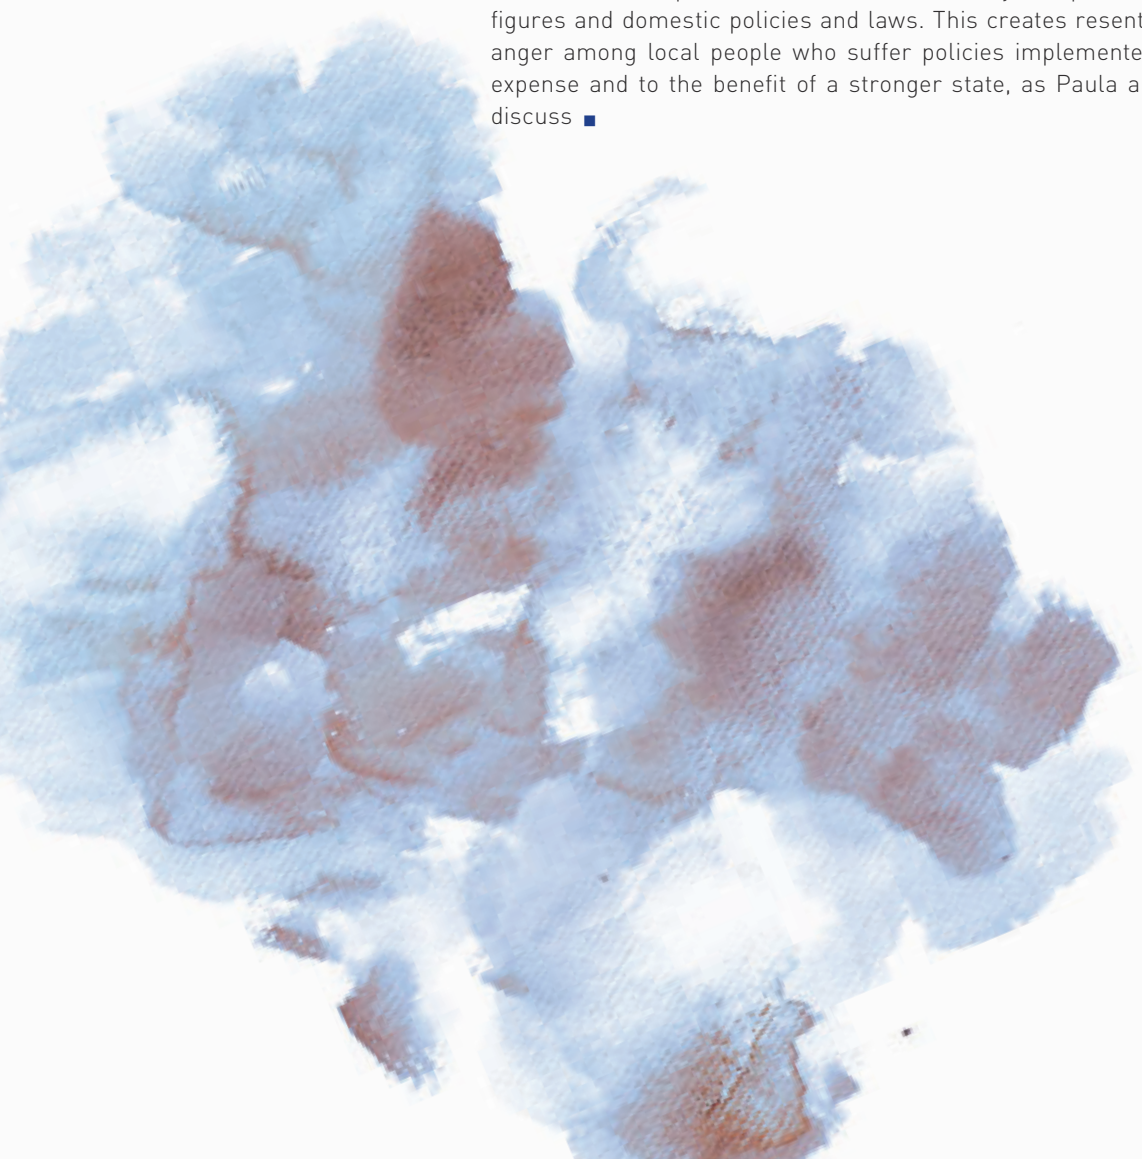 figures and domestic policies and laws. This creates resent
anger among local people who suffer policies implemente
expense and to the benefit of a stronger state, as Paula a
discuss ■